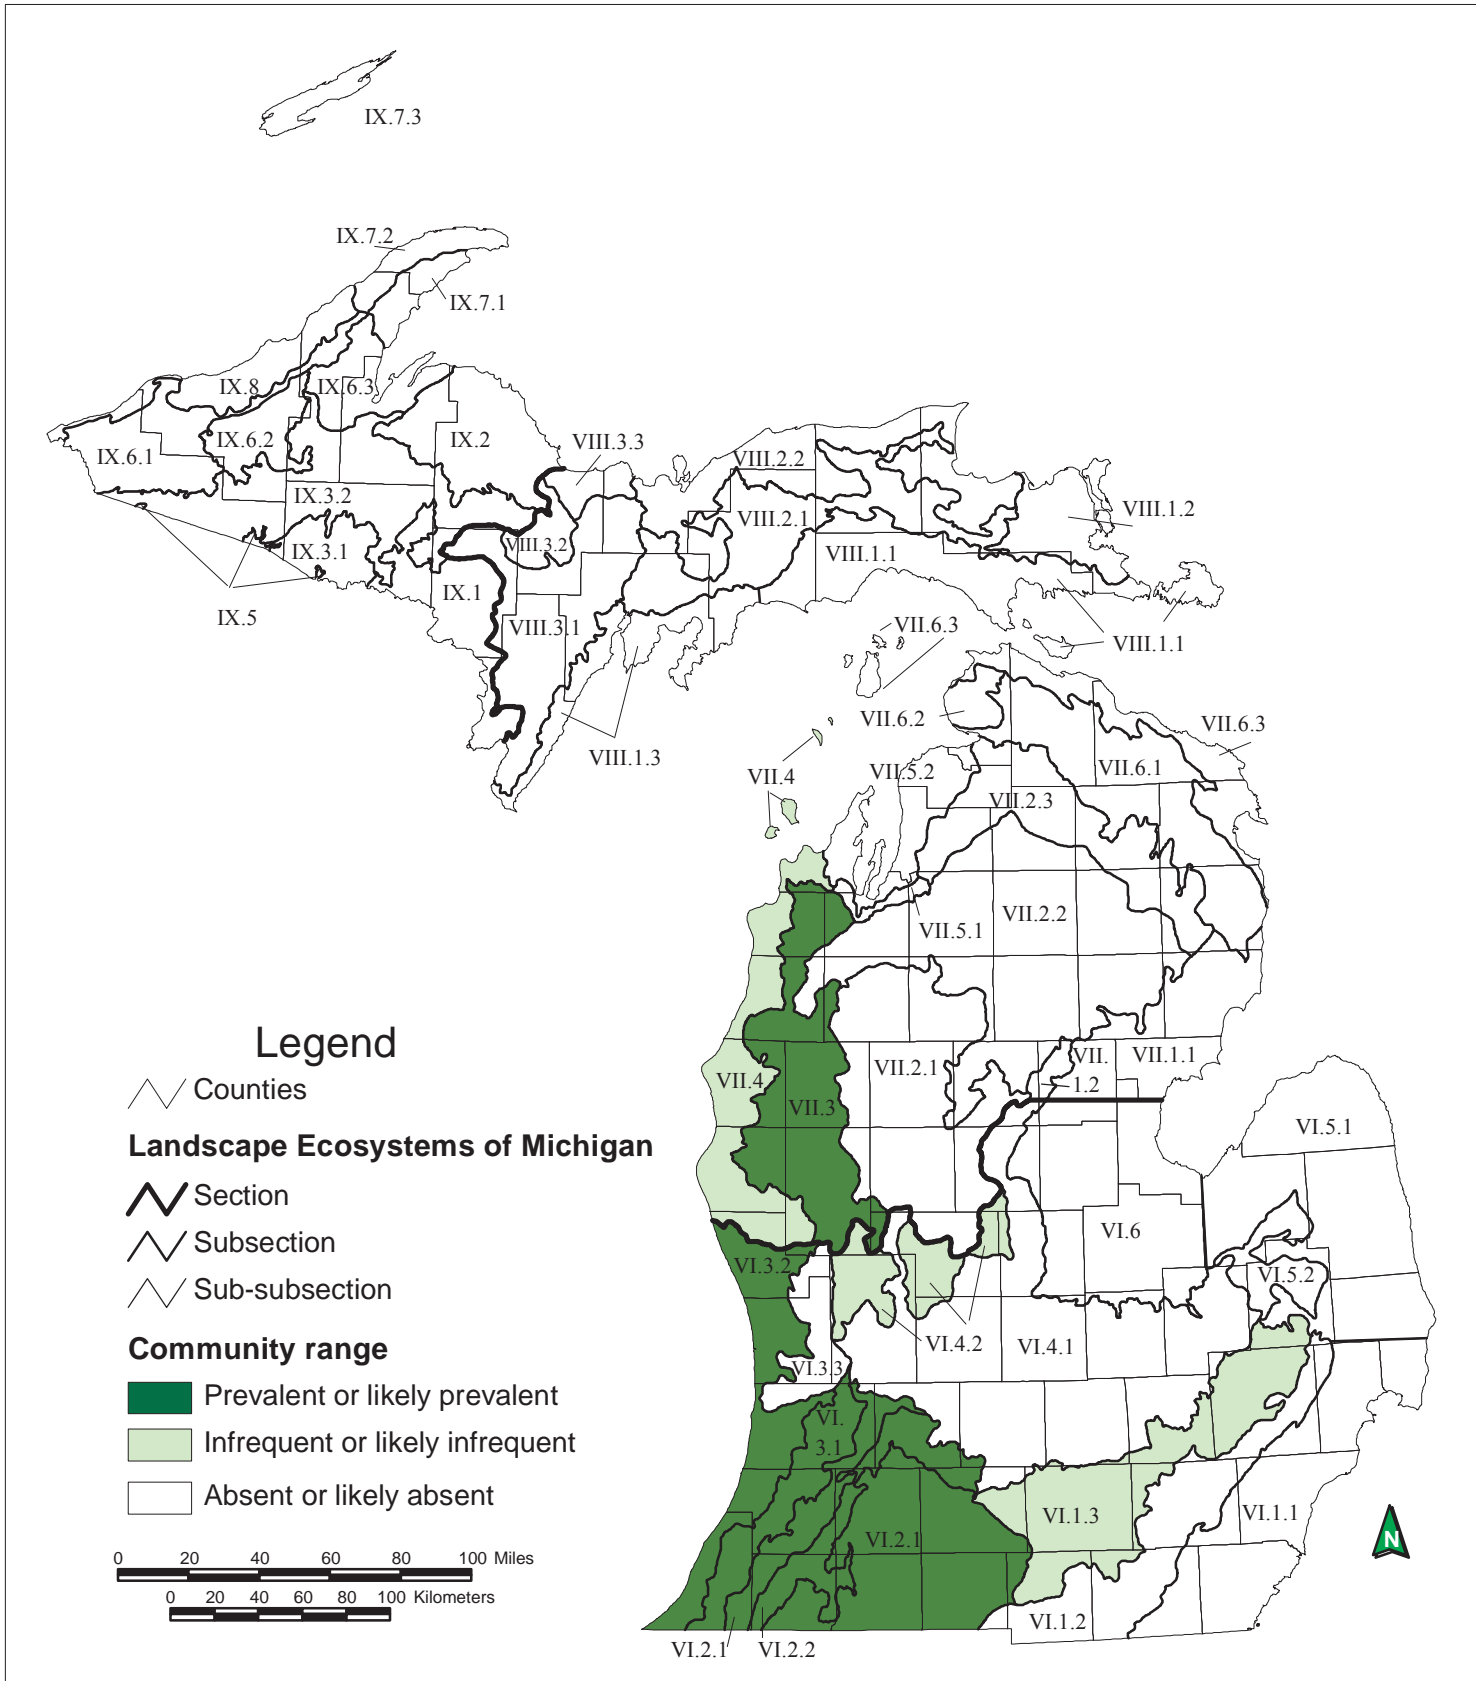 IX.7.3
IX.7.2
IX.7.1
IX.8
IX.6.3
IX.6.2
IX.2
IX.6.1
VIII.3.3
VIII.2.2
IX.3.2
VIII.2.1
VIII.1.2
IX.3.1
VIII.3.2
VIII.1.1
IX.1
IX.5
VIII.3.1
VII.6.3
VIII.1.1
VII.6.2
VII.6.3
VIII.1.3
VII.4
VII.5.2
VII.6.1
VII.2.3
VII.2.2
VII.5.1
VII.4
VII.3
VII.2.1
VII.
1.2
VII.1.1
VI.5.1
VI.6
VI.3.2
VI.5.2
VI.4.2
VI.4.1
VI.3.3
VI.
3.1
VI.1.3
VI.1.1
VI.2.1
VI.1.2
VI.2.1
VI.2.2
Legend
Counties
Landscape Ecosystems of Michigan
Section
Subsection
Sub-subsection
Community range
Prevalent or likely prevalent
Infrequent or likely infrequent
Absent or likely absent
0 20 40 60 80 100 Miles
0 20 40 60 80 100 Kilometers
N